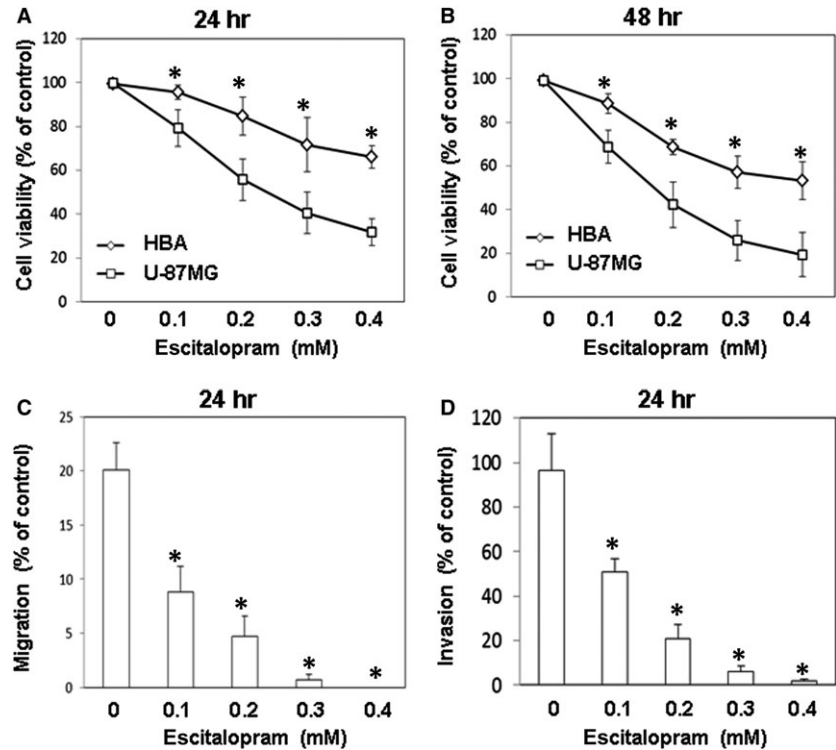 A
24 hr
Cell viability (% of control)
120
100
80
60
40
20
0
HBA
U-87MG
0 0.1 0.2 0.3 0.4
Escitalopram (mM)
B
48 hr
Cell viability (% of control)
120
100
80
60
40
20
0
HBA
U-87MG
0 0.1 0.2 0.3 0.4
Escitalopram (mM)
C
24 hr
Migration (% of control)
25
20
15
10
5
0
0 0.1 0.2 0.3 0.4
Escitalopram (mM)
D
24 hr
Invasion (% of control)
120
100
80
60
40
20
0
0 0.1 0.2 0.3 0.4
Escitalopram (mM)